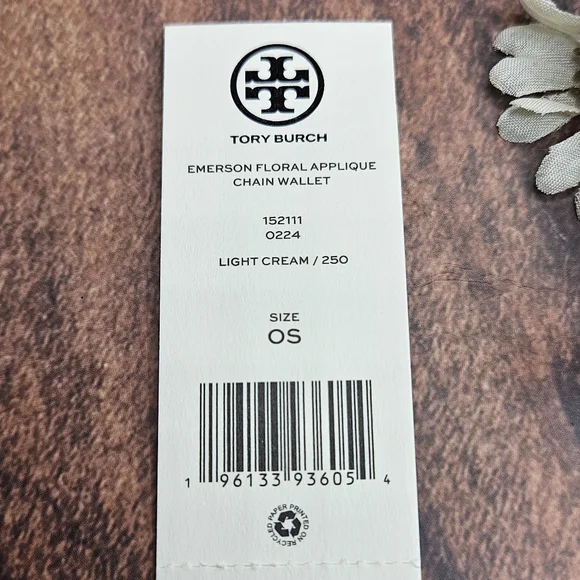 TORY BURCH
EMERSON FLORAL APPLIQUE
CHAIN WALLET
152111
0224
LIGHT CREAM / 250
SIZE
OS
1 96133 93605 4
PRINTED ON RECYCLED PAPER